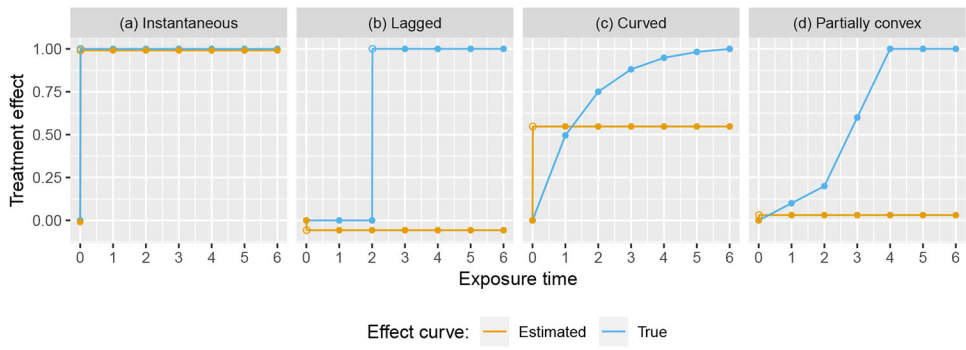 (a) Instantaneous (b) Lagged (c) Curved (d) Partially convex
Treatment effect
1.00
0.75
0.50
0.25
0.00
0 1 2 3 4 5 6 0 1 2 3 4 5 6 0 1 2 3 4 5 6 0 1 2 3 4 5 6
Exposure time
Effect curve: Estimated True